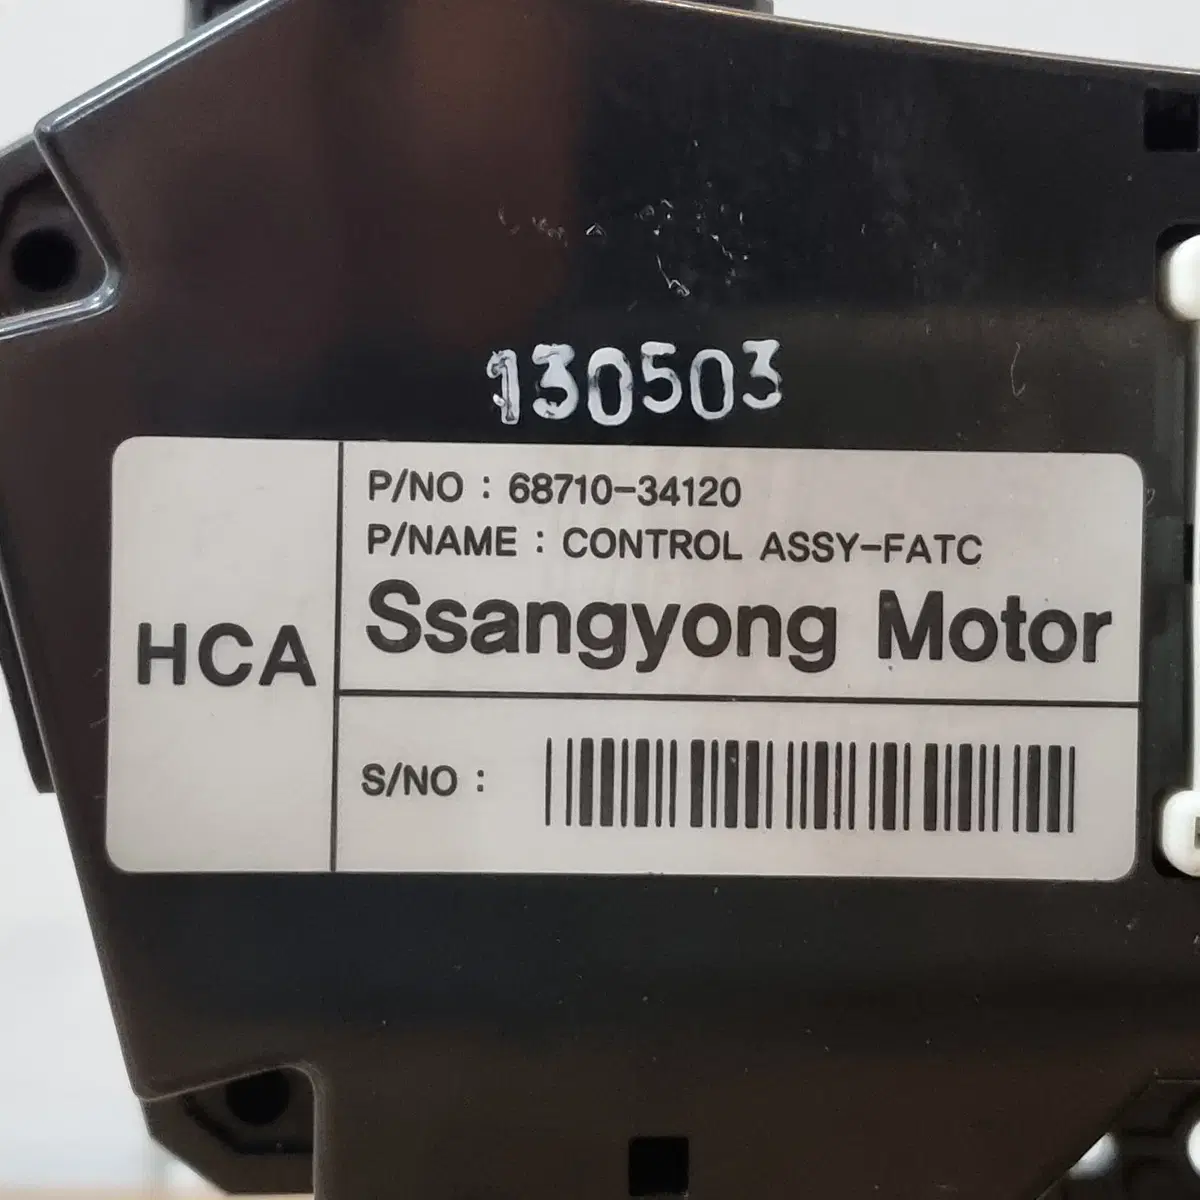 130503
P/NO : 68710-34120
P/NAME : CONTROL ASSY-FATC
HCA
Ssangyong Motor
S/NO :